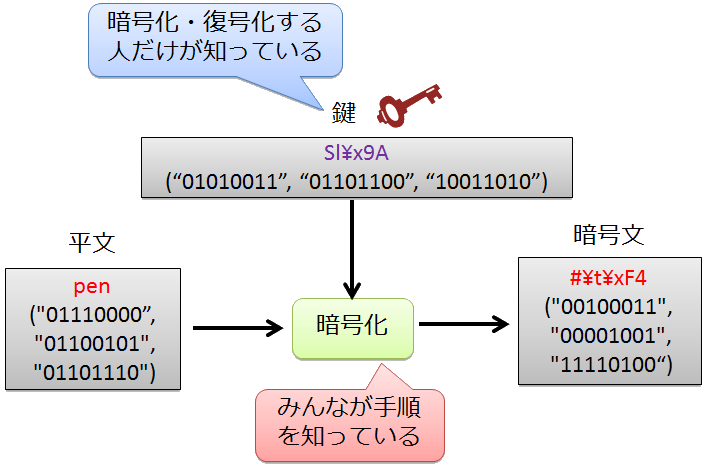 暗号化・復号化する
人だけが知っている
鍵
Sl¥x9A
(“01010011”, “01101100”, “10011010”)
平文
pen
("01110000”,
"01100101",
"01101110")
暗号化
暗号文
#¥t¥xF4
("00100011",
"00001001",
"11110100“)
みんなが手順
を知っている